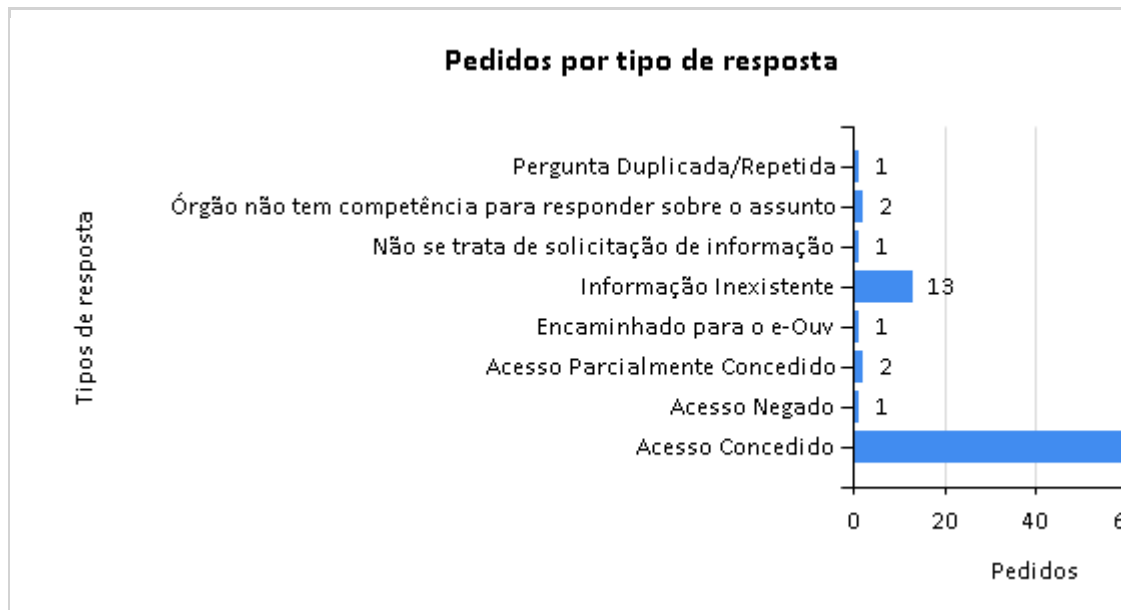 Pedidos por tipo de resposta
Tipos de resposta
Pergunta Duplicada/Repetida 1
Órgão não tem competência para responder sobre o assunto 2
Não se trata de solicitação de informação 1
Informação Inexistente 13
Encaminhado para o e-Ouv 1
Acesso Parcialmente Concedido 2
Acesso Negado 1
Acesso Concedido
0 20 40
Pedidos